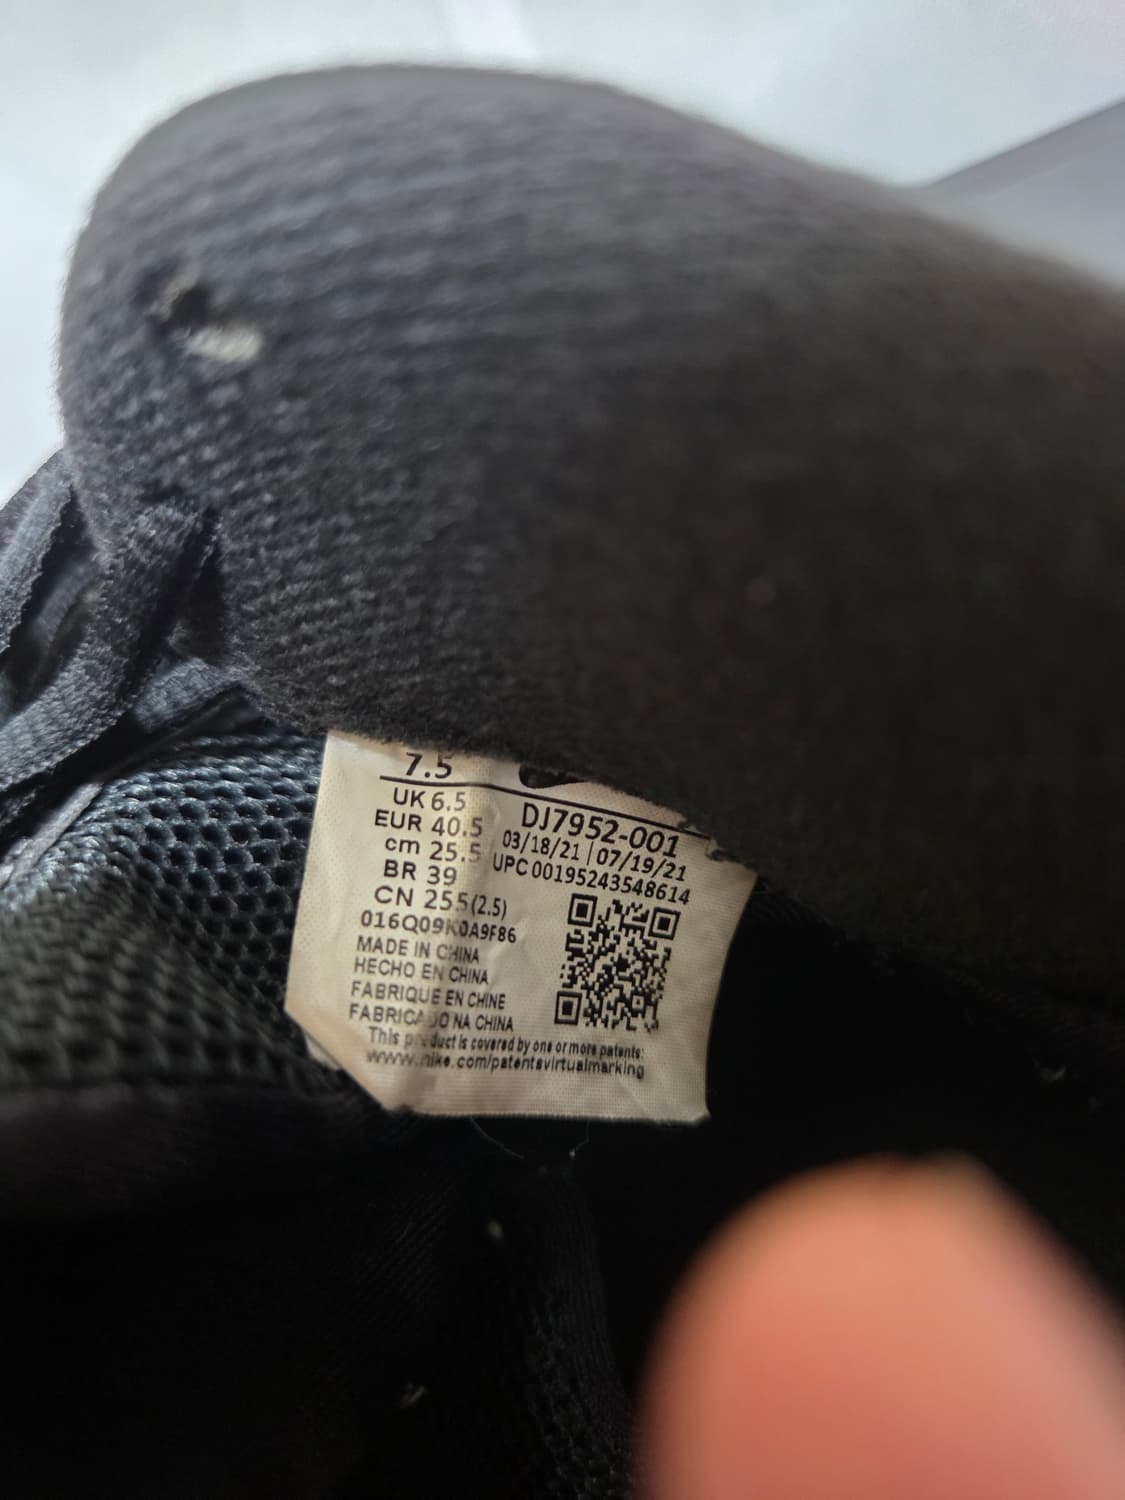 7.5
UK 6.5
EUR 40.5
cm 25.5
BR 39
CN 255(2.5)
016Q09K0A9F86
MADE IN CHINA
HECHO EN CHINA
FABRIQUE EN CHINE
FABRICADO NA CHINA
DJ7952-001
03/18/21 | 07/19/21
UPC 00195243548614
This product is covered by one or more patents:
www.nike.com/patentsvirtualmarking